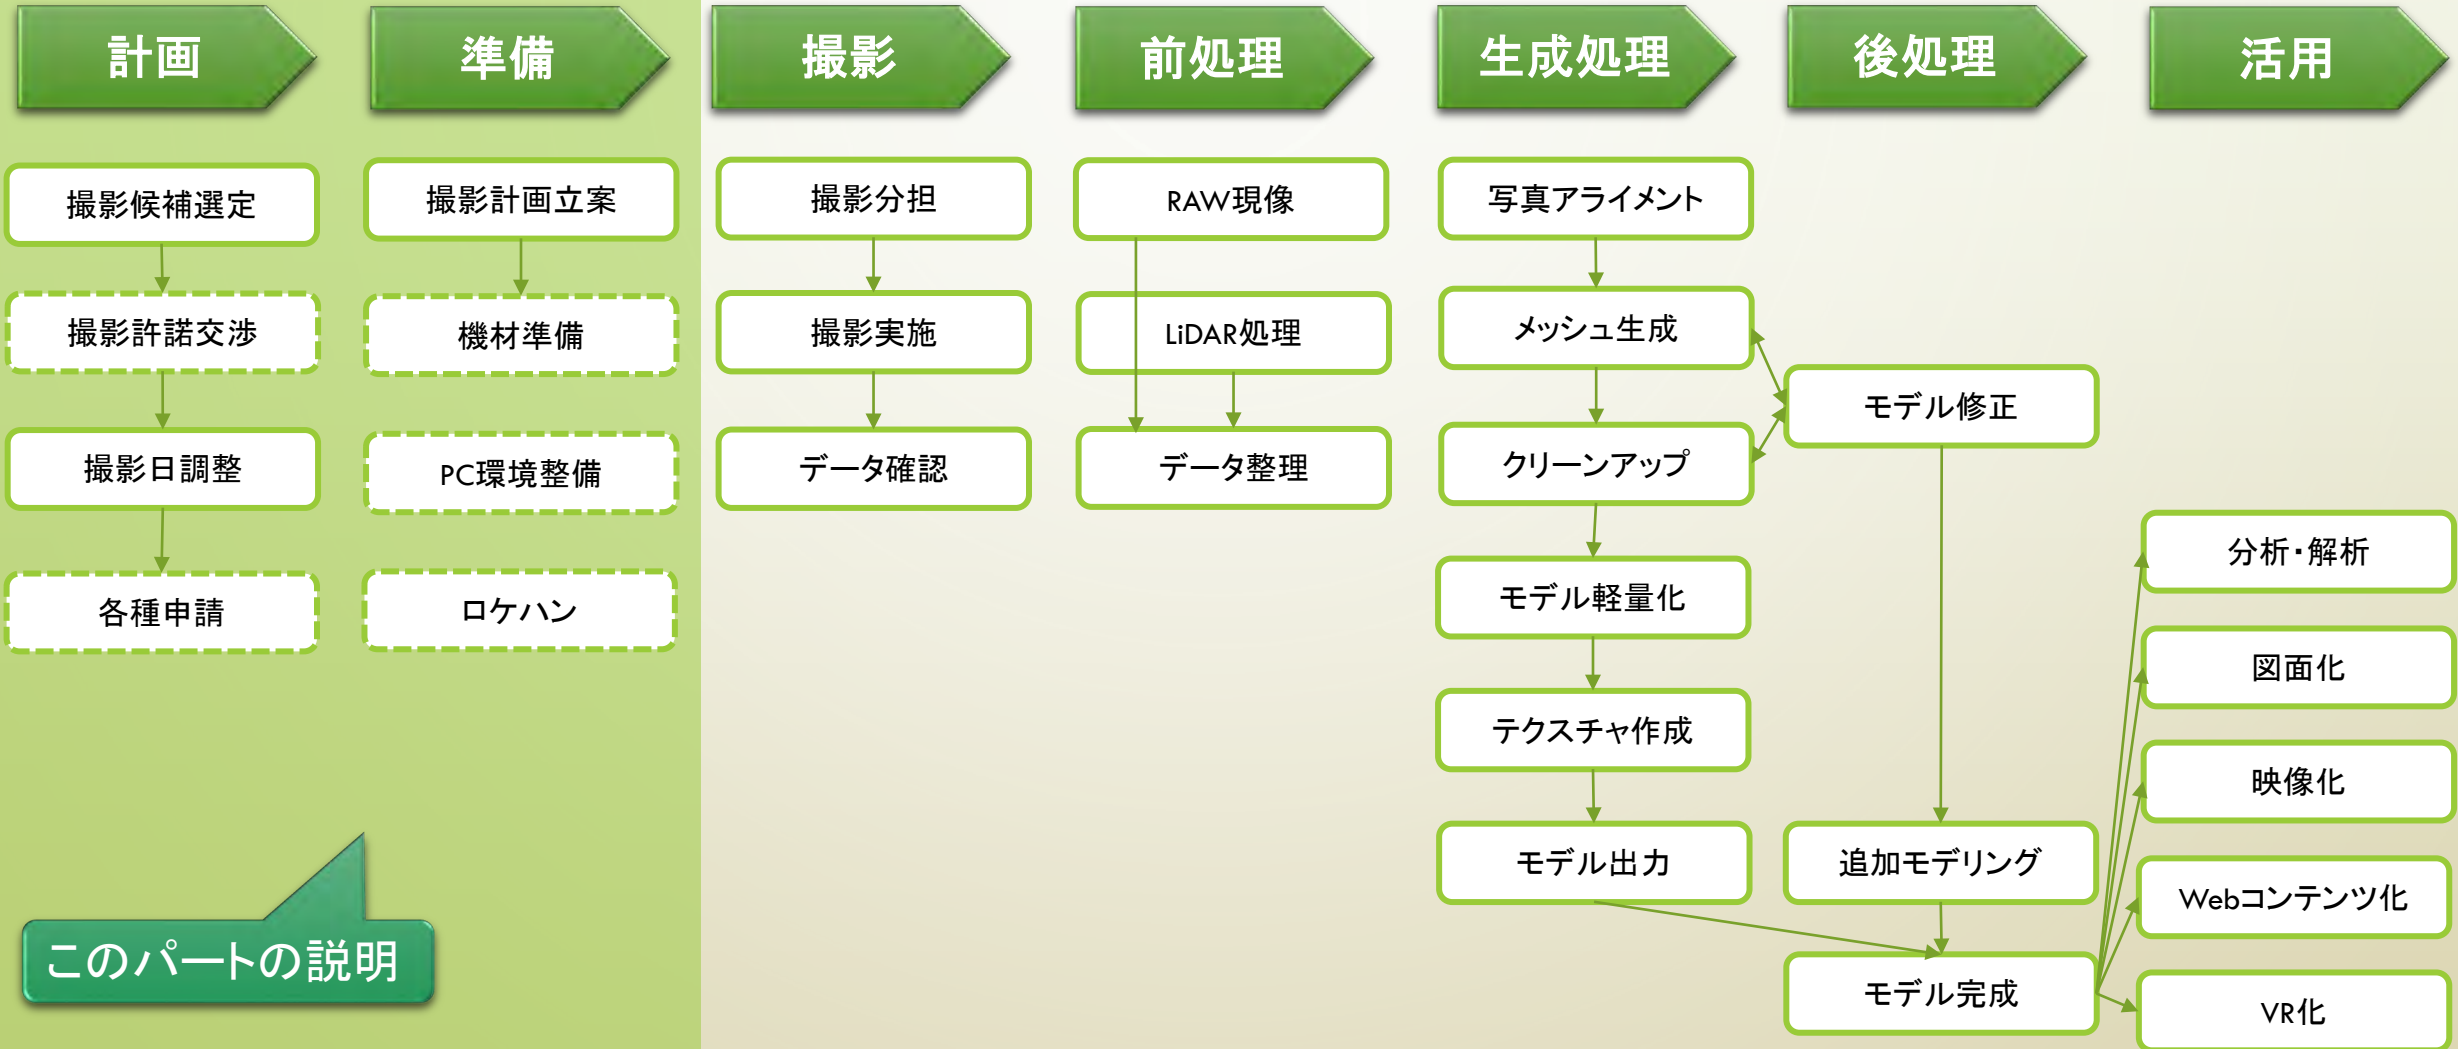 計画
準備
撮影
前処理
生成処理
後処理
活用
撮影候補選定
撮影許諾交渉
撮影日調整
各種申請
撮影計画立案
機材準備
PC環境整備
ロケハン
撮影分担
撮影実施
データ確認
RAW現像
LiDAR処理
データ整理
写真アライメント
メッシュ生成
クリーンアップ
モデル軽量化
テクスチャ作成
モデル出力
モデル修正
追加モデリング
モデル完成
分析・解析
図面化
映像化
Webコンテンツ化
VR化
このパートの説明